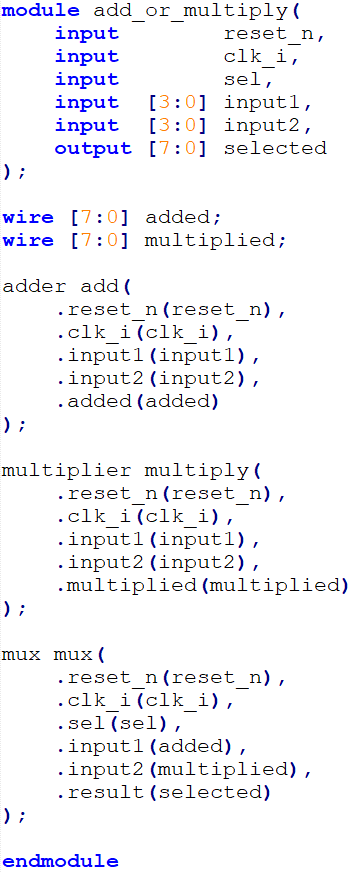 module add_or_multiply(
    input       reset_n,
    input       clk_i,
    input       sel,
    input  [3:0] input1,
    input  [3:0] input2,
    output [7:0] selected
);

wire [7:0] added;
wire [7:0] multiplied;

adder add(
    .reset_n(reset_n),
    .clk_i(clk_i),
    .input1(input1),
    .input2(input2),
    .added(added)
);

multiplier multiply(
    .reset_n(reset_n),
    .clk_i(clk_i),
    .input1(input1),
    .input2(input2),
    .multiplied(multiplied)
);

mux mux(
    .reset_n(reset_n),
    .clk_i(clk_i),
    .sel(sel),
    .input1(added),
    .input2(multiplied),
    .result(selected)
);

endmodule